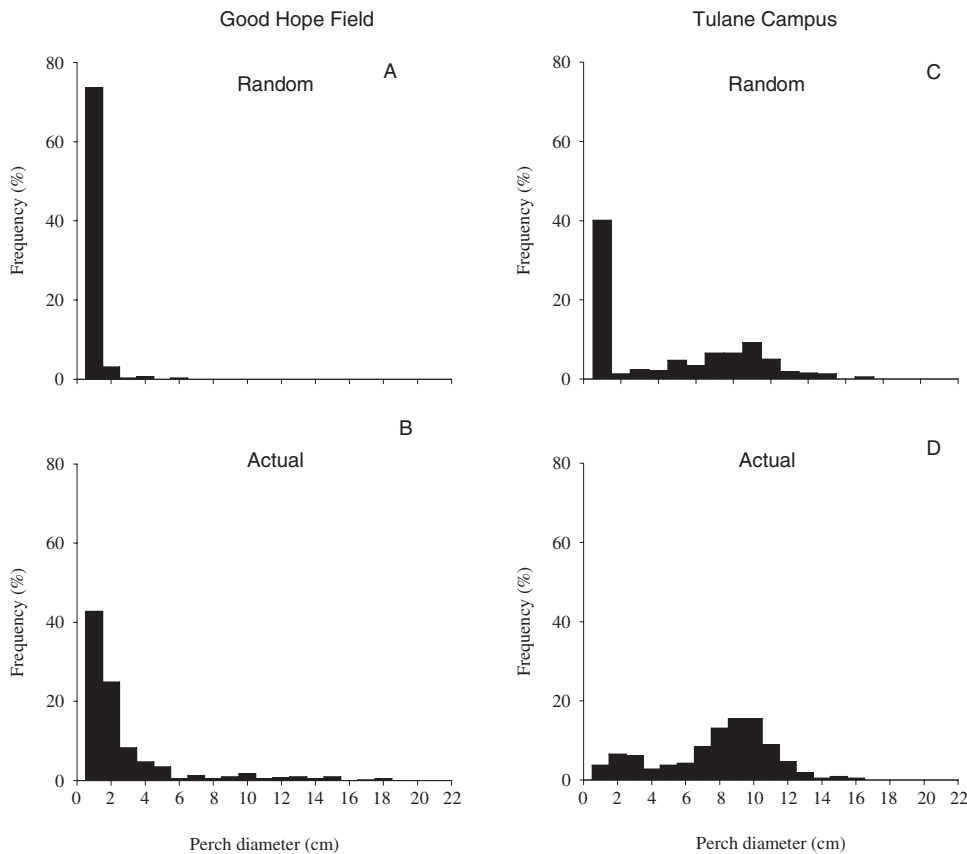 Good Hope Field
Tulane Campus
A
Random
80
60
40
20
0
Frequency (%)
C
Random
80
60
40
20
0
Frequency (%)
B
Actual
80
60
40
20
0
Frequency (%)
0 2 4 6 8 10 12 14 16 18 20 22
Perch diameter (cm)
D
Actual
80
60
40
20
0
Frequency (%)
0 2 4 6 8 10 12 14 16 18 20 22
Perch diameter (cm)